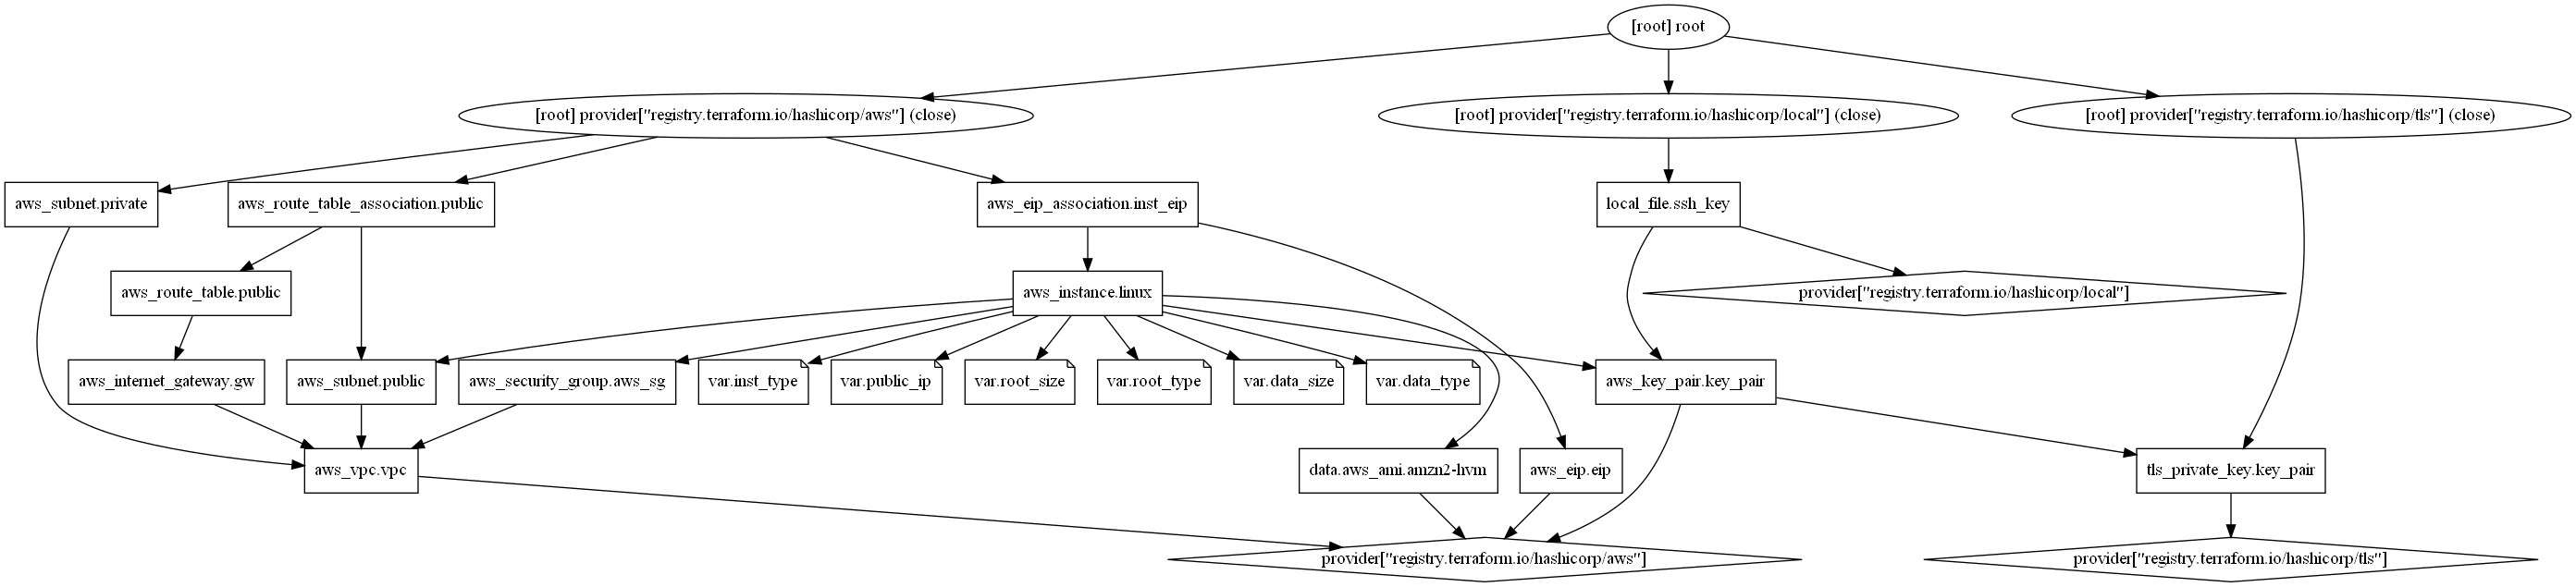 [root] root
[root] provider["registry.terraform.io/hashicorp/aws"] (close)
[root] provider["registry.terraform.io/hashicorp/local"] (close)
[root] provider["registry.terraform.io/hashicorp/tls"] (close)
aws_subnet.private
aws_route_table_association.public
aws_eip_association.inst_eip
local_file.ssh_key
aws_route_table.public
aws_instance.linux
provider["registry.terraform.io/hashicorp/local"]
aws_internet_gateway.gw
aws_subnet.public
aws_security_group.aws_sg
var.inst_type
var.public_ip
var.root_size
var.root_type
var.data_size
var.data_type
aws_key_pair.key_pair
aws_vpc.vpc
data.aws_ami.amzn2-hvm
aws_eip.eip
tls_private_key.key_pair
provider["registry.terraform.io/hashicorp/aws"]
provider["registry.terraform.io/hashicorp/tls"]